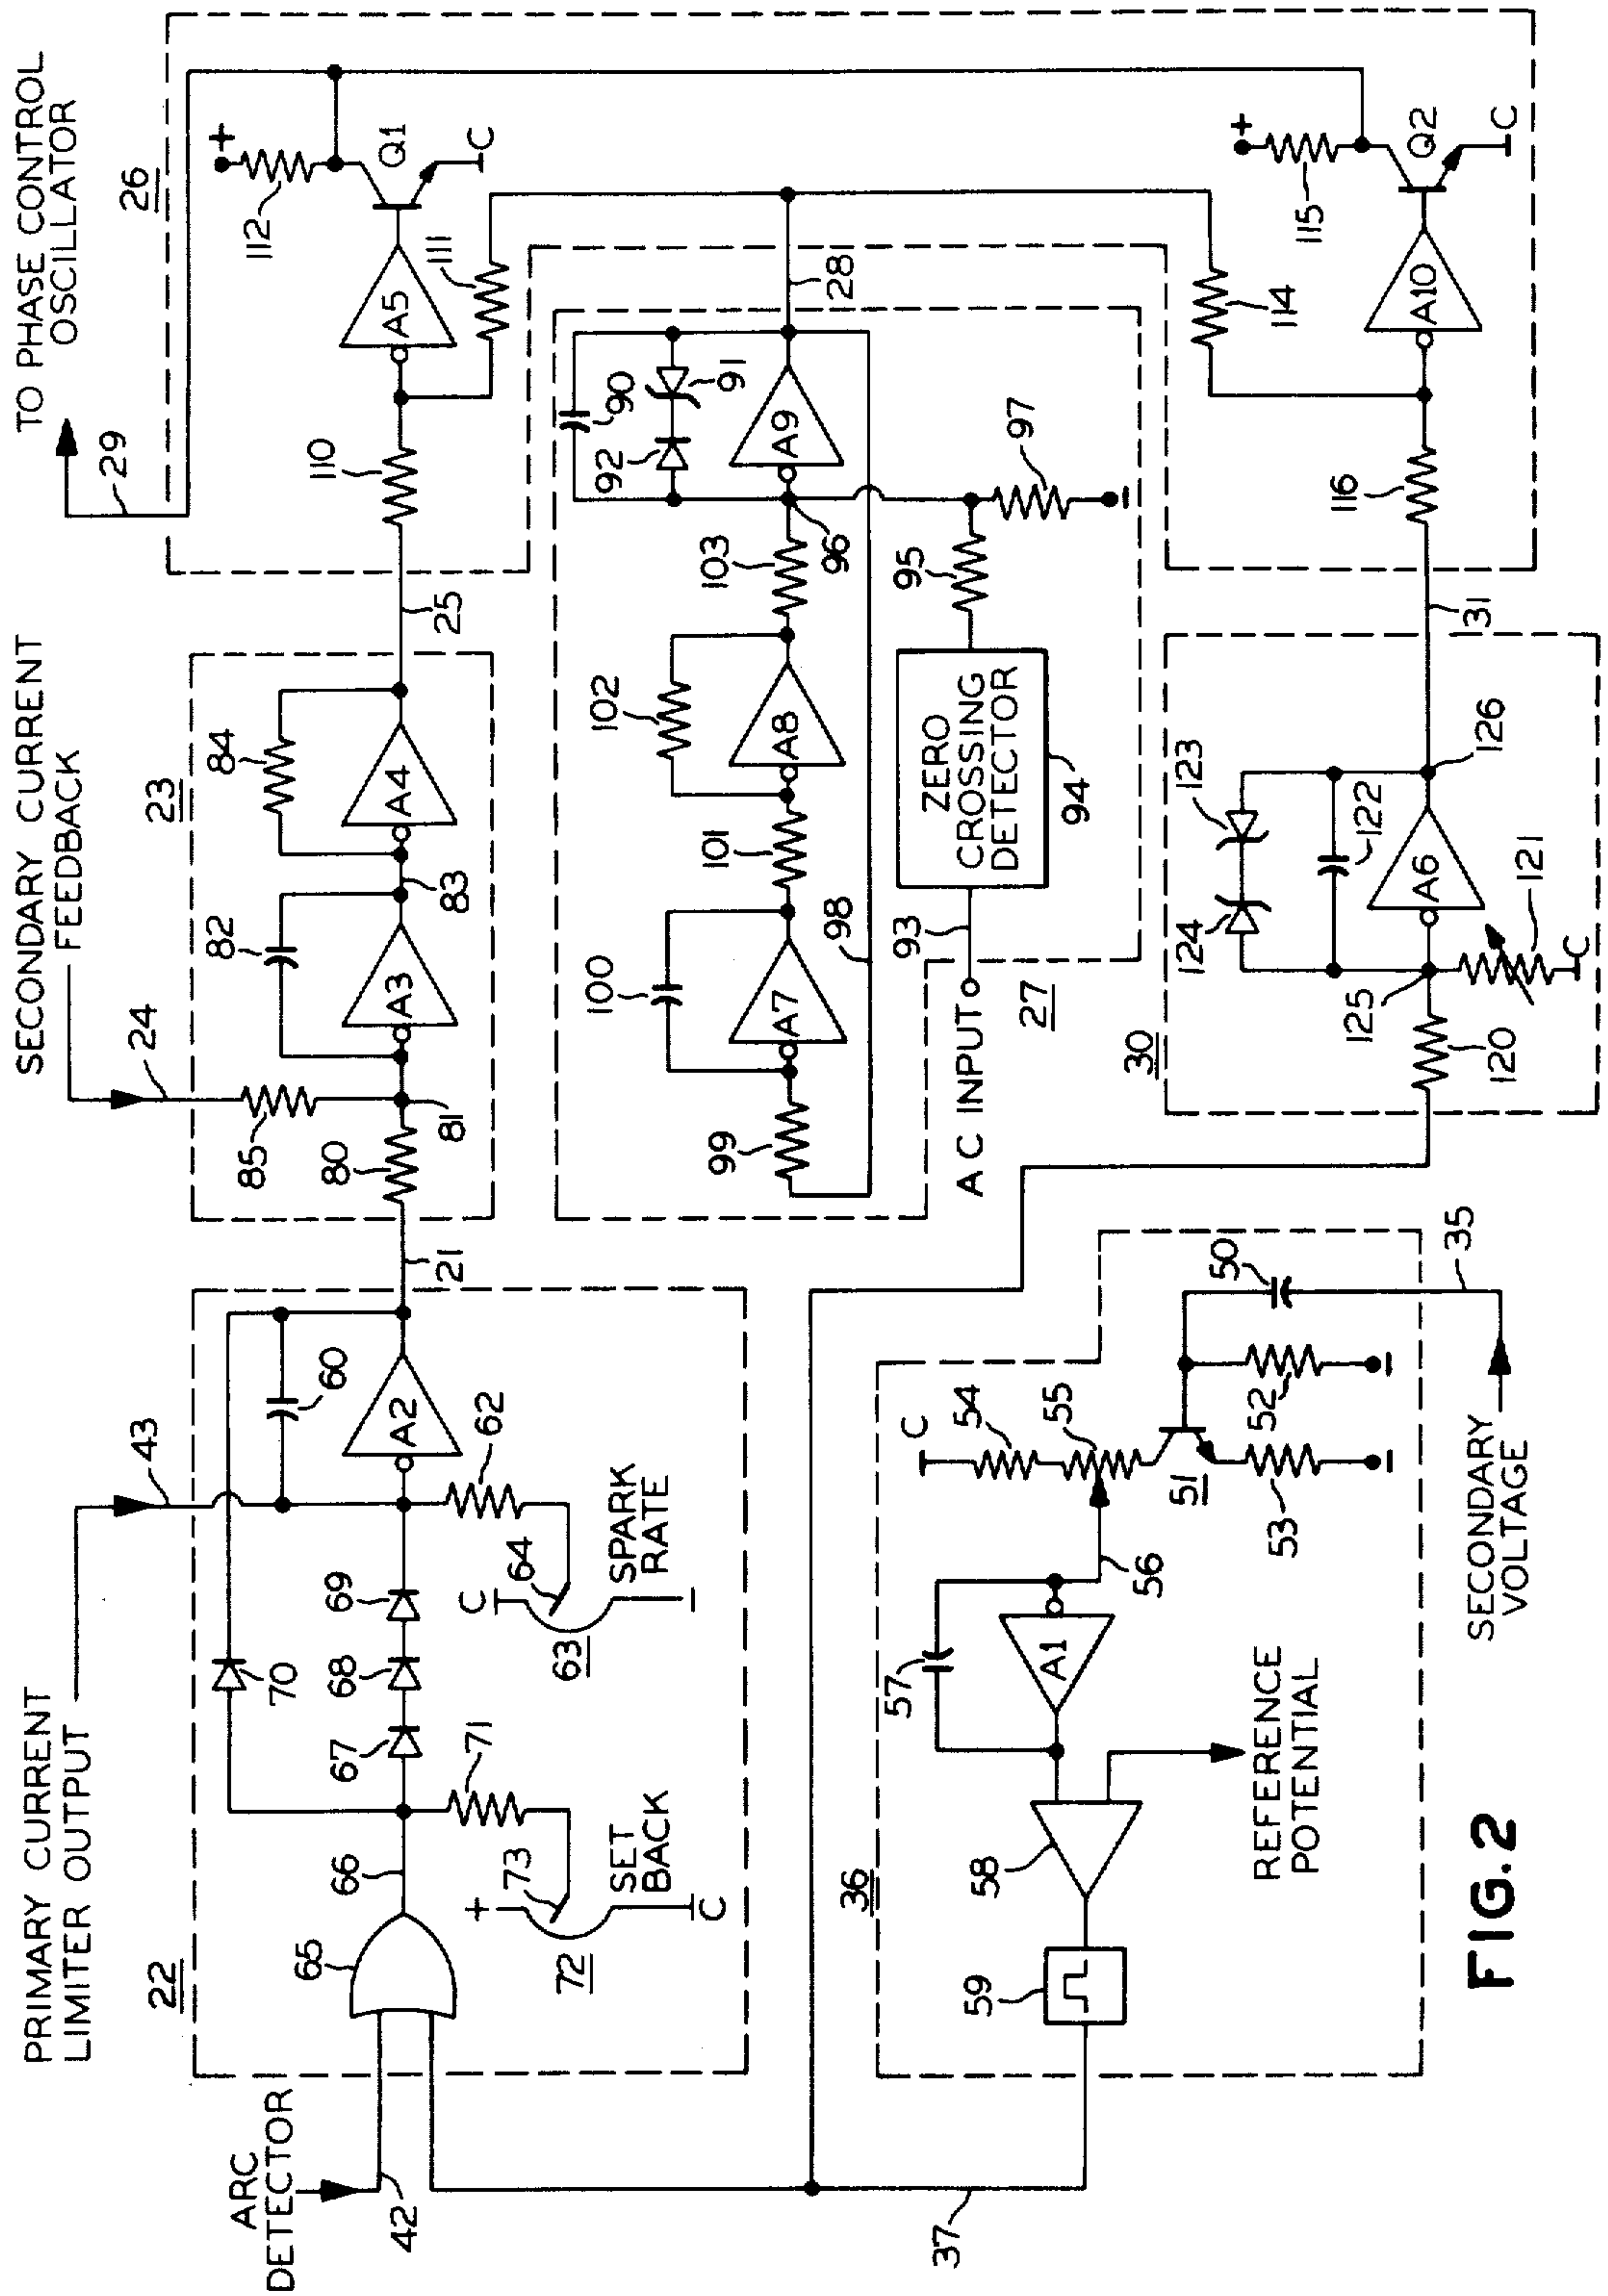 PRIMARY CURRENT
LIMITER OUTPUT
43
ARC
DETECTOR
42
22
65
66
70
67
68
69
60
A2
71
73
+
72
C
SET
BACK
62
64
C
63
SPARK
RATE
21
SECONDARY CURRENT
FEEDBACK
24
23
85
80
81
82
A3
83
84
A4
25
TO PHASE CONTROL
OSCILLATOR
29
26
110
A5
111
112
+
Q1
C
99
100
A7
98
101
102
A8
103
96
90
92
91
A9
28
97
95
ZERO
CROSSING
DETECTOR
94
93
A C INPUT
27
114
115
+
Q2
C
A10
116
31
30
120
125
124
123
122
A6
121
C
126
37
36
59
58
57
A1
56
REFERENCE
POTENTIAL
C
54
55
51
53
52
50
35
SECONDARY
VOLTAGE
FIG.2